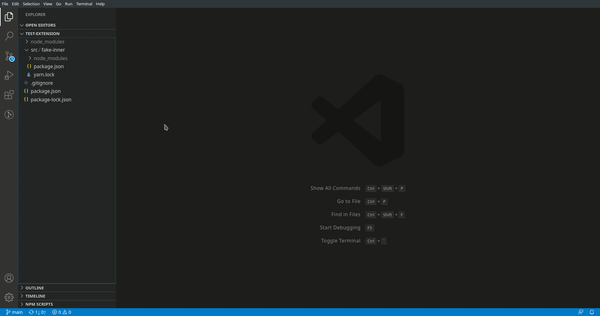 File Edit Selection View Go Run Terminal Help
EXPLORER
OPEN EDITORS
TEST-EXTENSION
node_modules
src / fake-inner
node_modules
package.json
yarn.lock
.gitignore
package.json
package-lock.json
Show All Commands Ctrl + Shift + P
Go to File Ctrl + P
Find in Files Ctrl + Shift + F
Start Debugging F5
Toggle Terminal Ctrl + `
OUTLINE
TIMELINE
NPM SCRIPTS
main 0 0